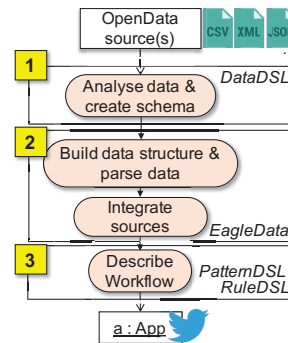 OpenData
source(s)
CSV XML JSON
1
DataDSL
Analyse data &
create schema
2
Build data structure &
parse data
Integrate
sources
EagleData
3
Describe
Workflow
PatternDSL
RuleDSL
a : App